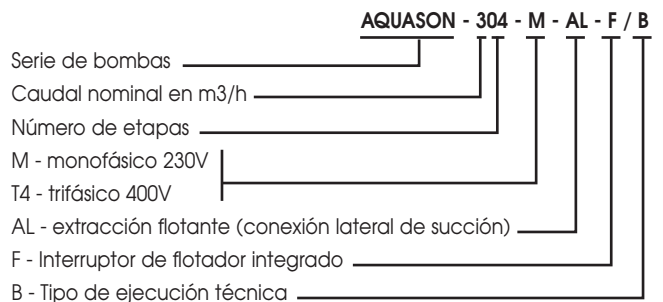 AQUASON - 304 - M - AL - F / B
Serie de bombas
Caudal nominal en m3/h
Número de etapas
M - monofásico 230V
T4 - trifásico 400V
AL - extracción flotante (conexión lateral de succión)
F - Interruptor de flotador integrado
B - Tipo de ejecución técnica